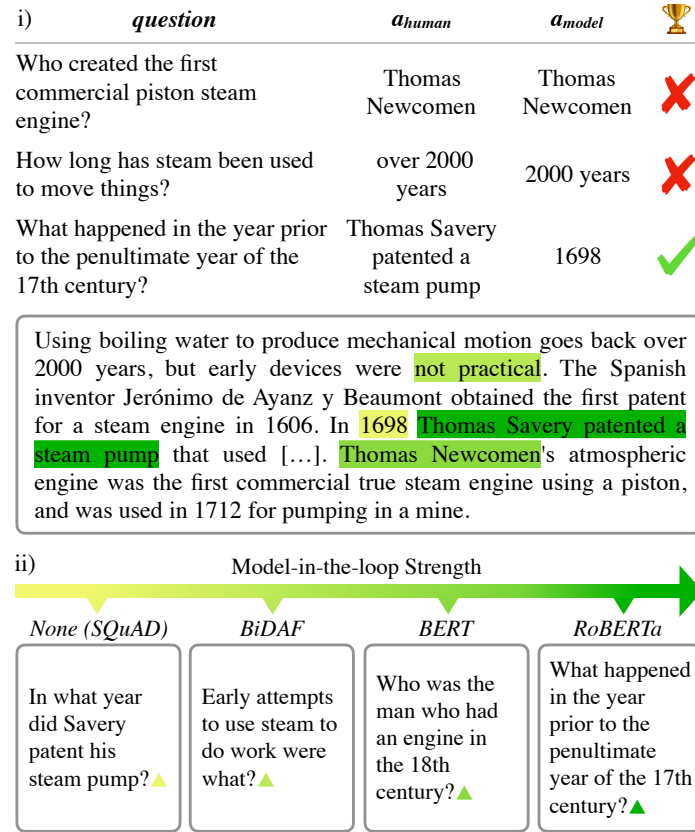 i) question a_human a_model
Who created the first
commercial piston steam
engine?
Thomas
Newcomen
Thomas
Newcomen
How long has steam been used
to move things?
over 2000
years
2000 years
What happened in the year prior
to the penultimate year of the
17th century?
Thomas Savery
patented a
steam pump
1698
Using boiling water to produce mechanical motion goes back over
2000 years, but early devices were not practical. The Spanish
inventor Jerónimo de Ayanz y Beaumont obtained the first patent
for a steam engine in 1606. In 1698 Thomas Savery patented a
steam pump that used […]. Thomas Newcomen's atmospheric
engine was the first commercial true steam engine using a piston,
and was used in 1712 for pumping in a mine.
ii)
Model-in-the-loop Strength
None (SQuAD) BiDAF BERT RoBERTa
In what year
did Savery
patent his
steam pump?
Early attempts
to use steam to
do work were
what?
Who was the
man who had
an engine in
the 18th
century?
What happened
in the year
prior to the
penultimate
year of the 17th
century?